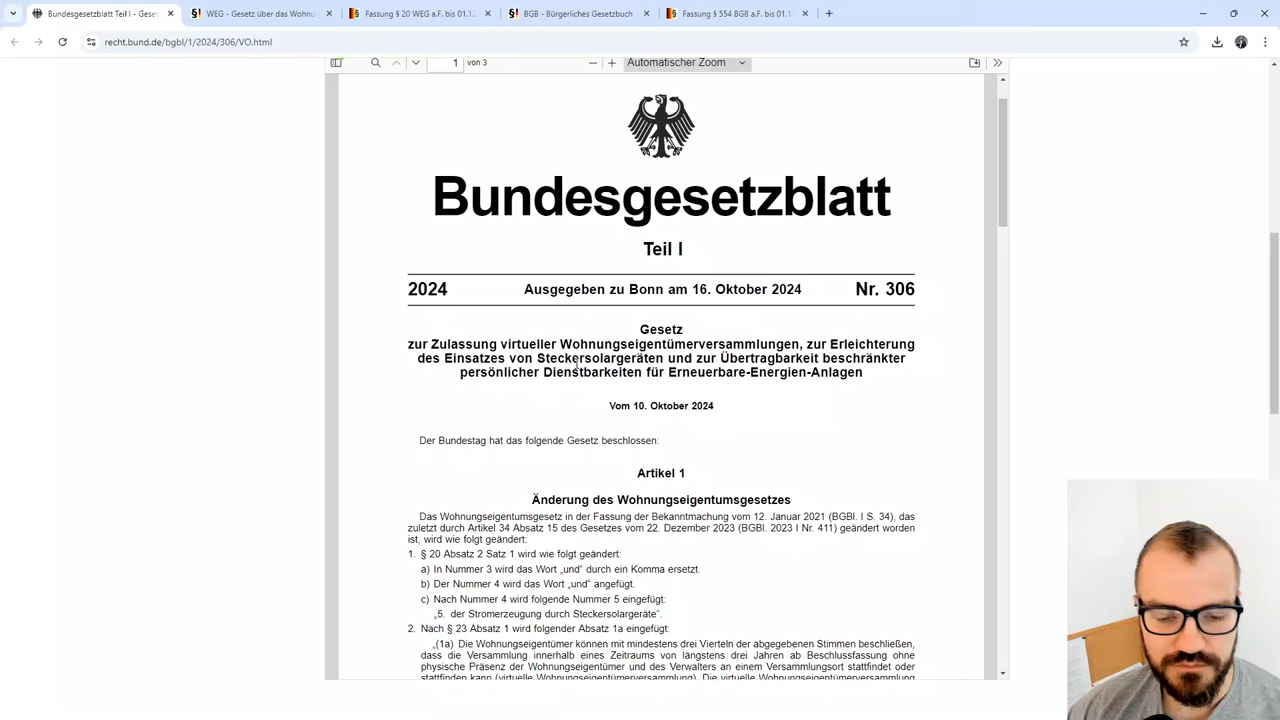 Bundesgesetzblatt Teil I - Geset
WEG - Gesetz über das Wohnu
Fassung § 20 WEG a.F. bis 01.12
BGB - Bürgerliches Gesetzbuch
Fassung § 554 BGB a.F. bis 01.1
recht.bund.de/bgbl/1/2024/306/VO.html
1 von 3
Automatischer Zoom
Bundesgesetzblatt
Teil I
2024 Ausgegeben zu Bonn am 16. Oktober 2024 Nr. 306
Gesetz
zur Zulassung virtueller Wohnungseigentümerversammlungen, zur Erleichterung
des Einsatzes von Steckersolargeräten und zur Übertragbarkeit beschränkter
persönlicher Dienstbarkeiten für Erneuerbare-Energien-Anlagen
Vom 10. Oktober 2024
Der Bundestag hat das folgende Gesetz beschlossen:
Artikel 1
Änderung des Wohnungseigentumsgesetzes
Das Wohnungseigentumsgesetz in der Fassung der Bekanntmachung vom 12. Januar 2021 (BGBl. I S. 34), das
zuletzt durch Artikel 34 Absatz 15 des Gesetzes vom 22. Dezember 2023 (BGBl. 2023 I Nr. 411) geändert worden
ist, wird wie folgt geändert:
1. § 20 Absatz 2 Satz 1 wird wie folgt geändert:
a) In Nummer 3 wird das Wort „und“ durch ein Komma ersetzt.
b) Der Nummer 4 wird das Wort „und“ angefügt.
c) Nach Nummer 4 wird folgende Nummer 5 eingefügt:
„5. der Stromerzeugung durch Steckersolargeräte“.
2. Nach § 23 Absatz 1 wird folgender Absatz 1a eingefügt:
„(1a) Die Wohnungseigentümer können mit mindestens drei Vierteln der abgegebenen Stimmen beschließen,
dass die Versammlung innerhalb eines Zeitraums von längstens drei Jahren ab Beschlussfassung ohne
physische Präsenz der Wohnungseigentümer und des Verwalters an einem Versammlungsort stattfindet oder
stattfinden kann (virtuelle Wohnungseigentümerversammlung). Die virtuelle Wohnungseigentümerversammlung